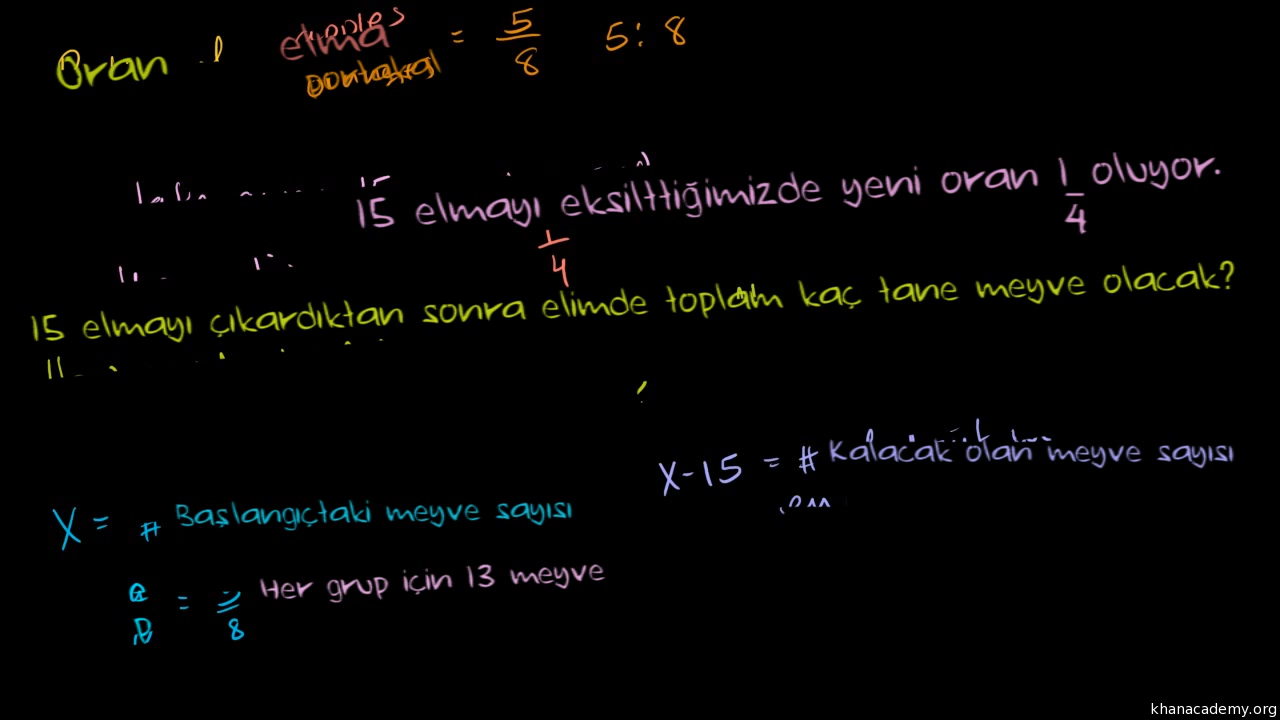 Oran elma portakal = 5/8 5:8
15 elmayı eksilttiğimizde yeni oran 1/4 oluyor.
1/4
15 elmayı çıkardıktan sonra elimde toplam kaç tane meyve olacak?
X-15 = # Kalacak olan meyve sayısı
X = # Başlangıçtaki meyve sayısı
Her grup için 13 meyve
= 8
khanacademy.org